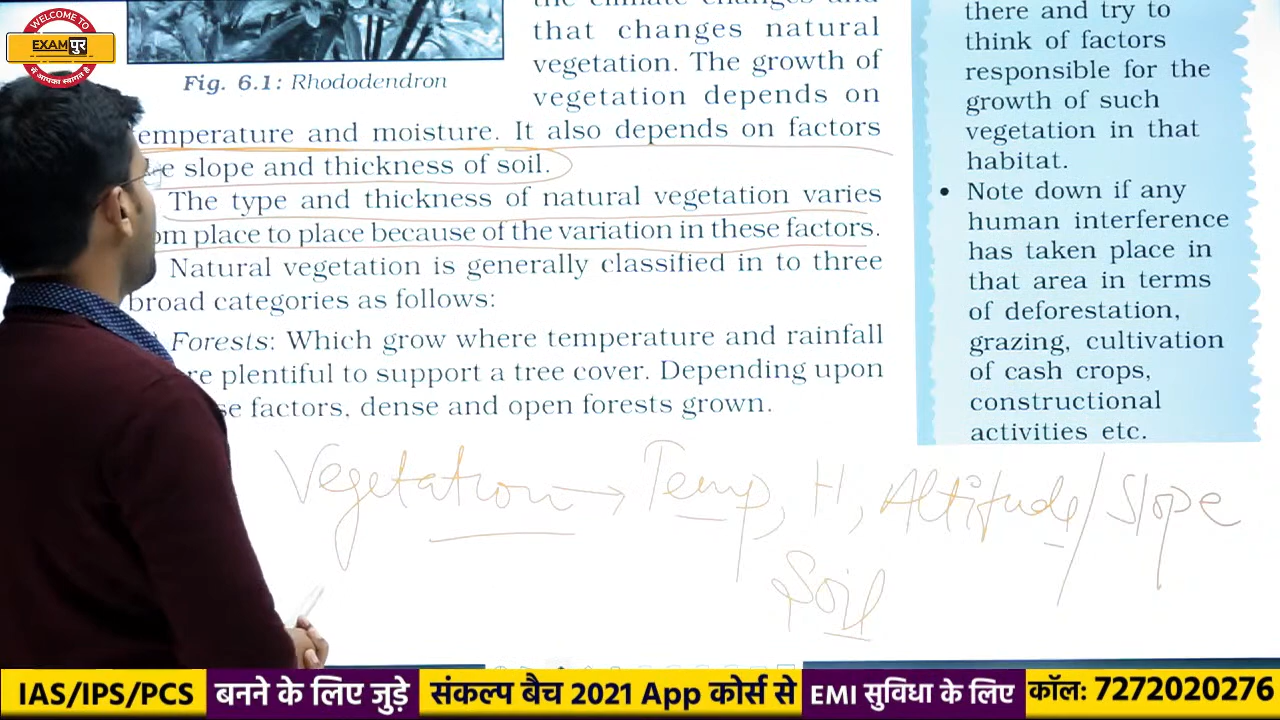 WELCOME TO
EXAMपुर
में आपका स्वागत है
Fig. 6.1: Rhododendron
the climate changes and
that changes natural
vegetation. The growth of
vegetation depends on
temperature and moisture. It also depends on factors
slope and thickness of soil.
The type and thickness of natural vegetation varies
om place to place because of the variation in these factors.
Natural vegetation is generally classified in to three
broad categories as follows:
Forests: Which grow where temperature and rainfall
re plentiful to support a tree cover. Depending upon
se factors, dense and open forests grown.
there and try to
think of factors
responsible for the
growth of such
vegetation in that
habitat.
• Note down if any
human interference
has taken place in
that area in terms
of deforestation,
grazing, cultivation
of cash crops,
constructional
activities etc.
Vegetation → Temp, H, Altitude/Slope
Soil
IAS/IPS/PCS बनने के लिए जुड़े संकल्प बैच 2021 App कोर्स से EMI सुविधा के लिए कॉल: 7272020276